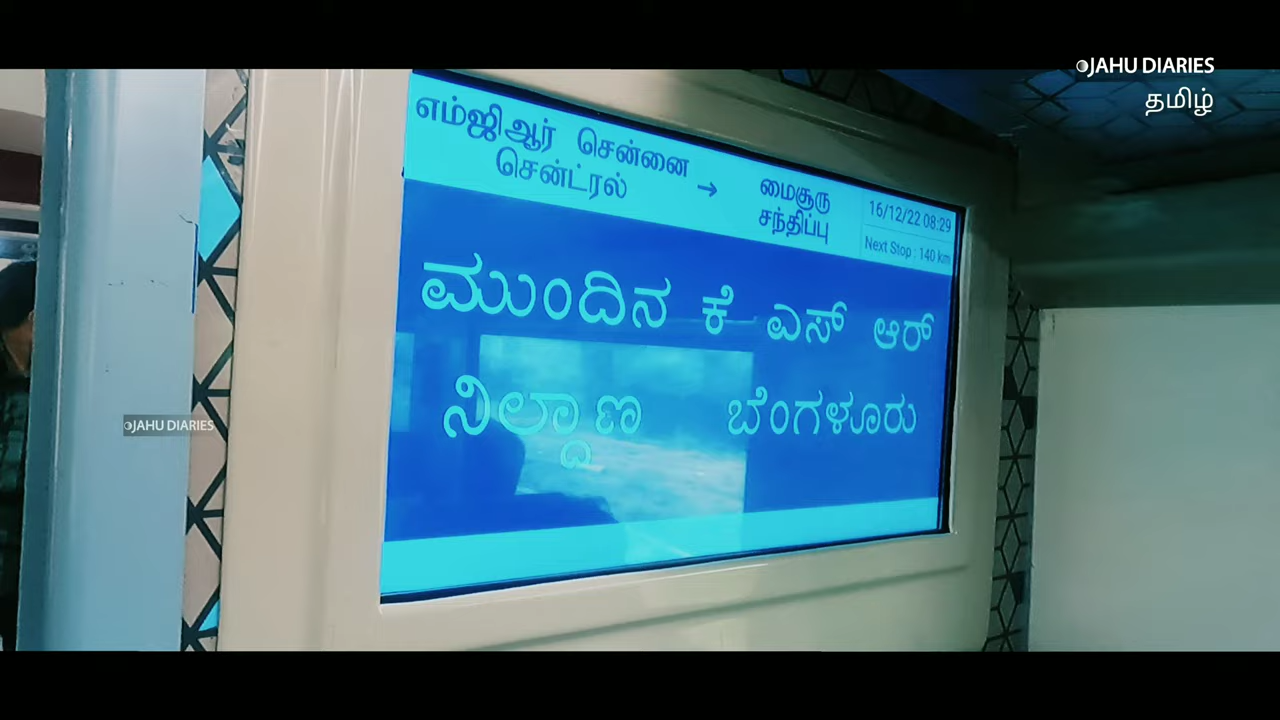 JAHU DIARIES
தமிழ்
எம்ஜிஆர் சென்னை
சென்ட்ரல்
→
மைசூரு
சந்திப்பு
16/12/22 08:29
Next Stop : 140 km
ಮುಂದಿನ ಕೆ ಎಸ್ ಆರ್
ನಿಲ್ದಾಣ ಬೆಂಗಳೂರು
JAHU DIARIES